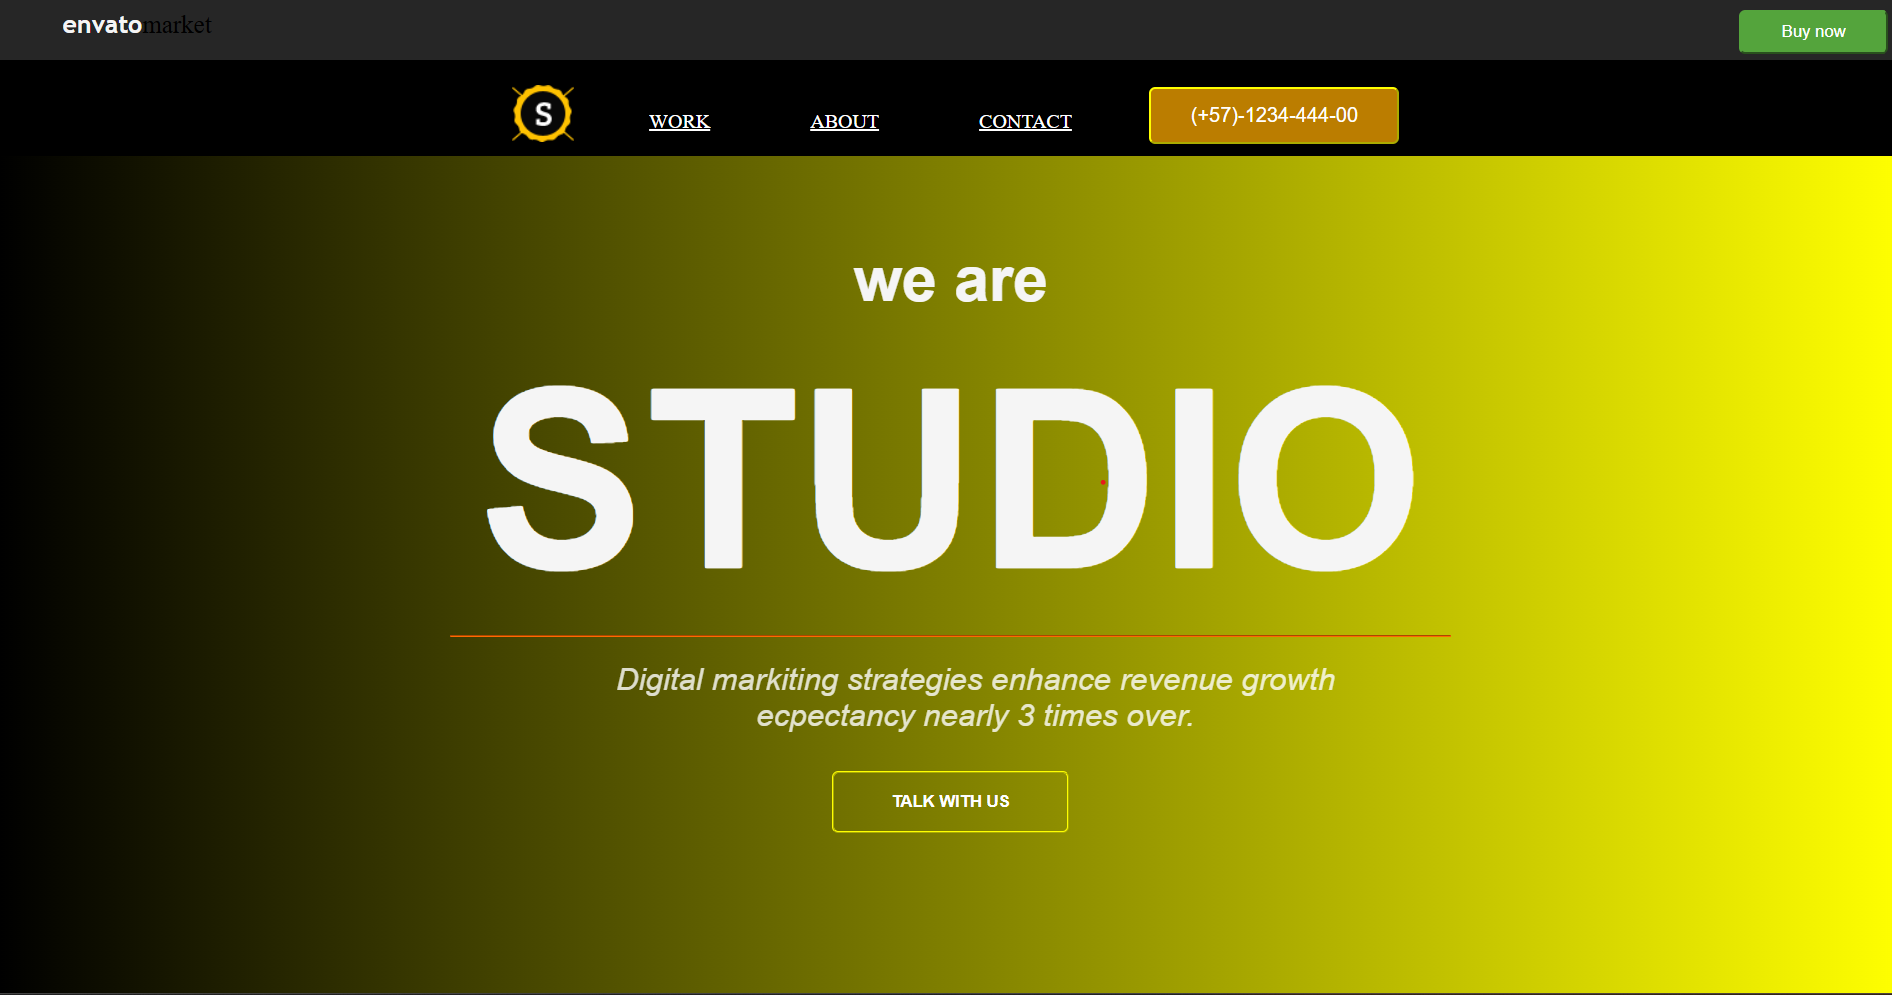 envatomarket
Buy now
S
WORK
ABOUT
CONTACT
(+57)-1234-444-00
we are
STUDIO
Digital markiting strategies enhance revenue growth
ecpectancy nearly 3 times over.
TALK WITH US